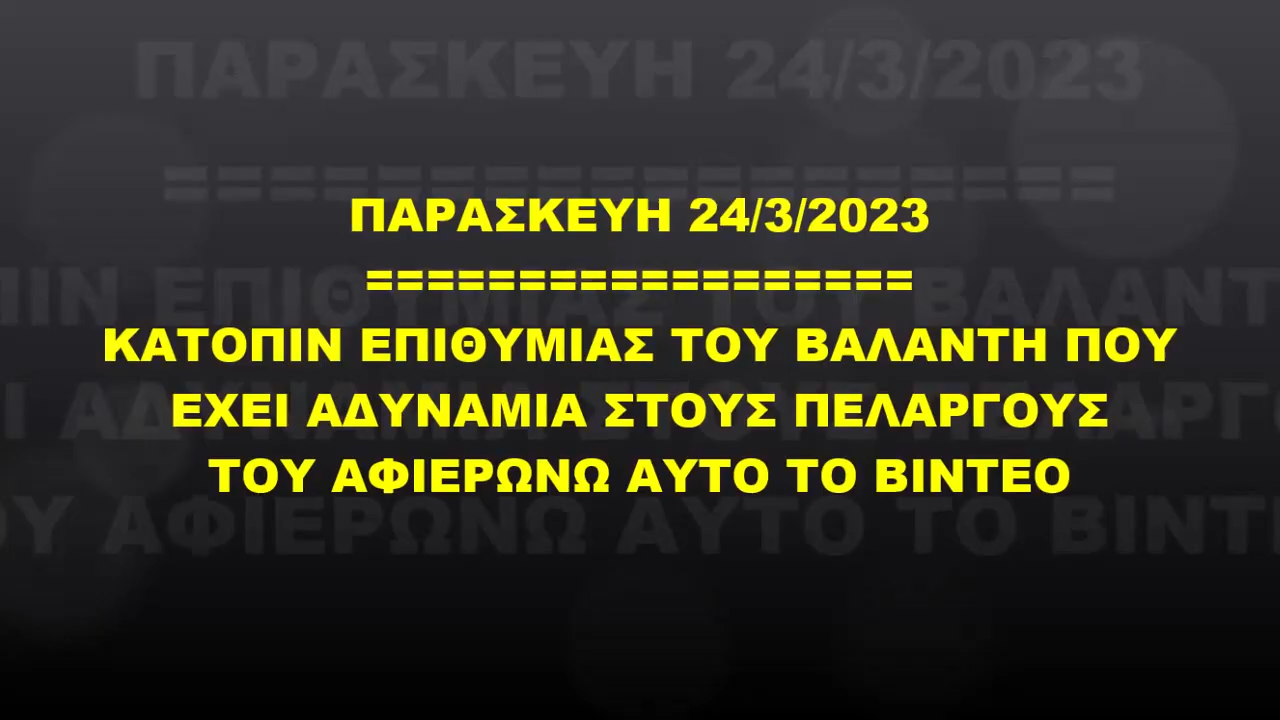 ΠΑΡΑΣΚΕΥΗ 24/3/2023
==================
ΚΑΤΟΠΙΝ ΕΠΙΘΥΜΙΑΣ ΤΟΥ ΒΑΛΑΝΤΗ ΠΟΥ
ΕΧΕΙ ΑΔΥΝΑΜΙΑ ΣΤΟΥΣ ΠΕΛΑΡΓΟΥΣ
ΤΟΥ ΑΦΙΕΡΩΝΩ ΑΥΤΟ ΤΟ ΒΙΝΤΕΟ